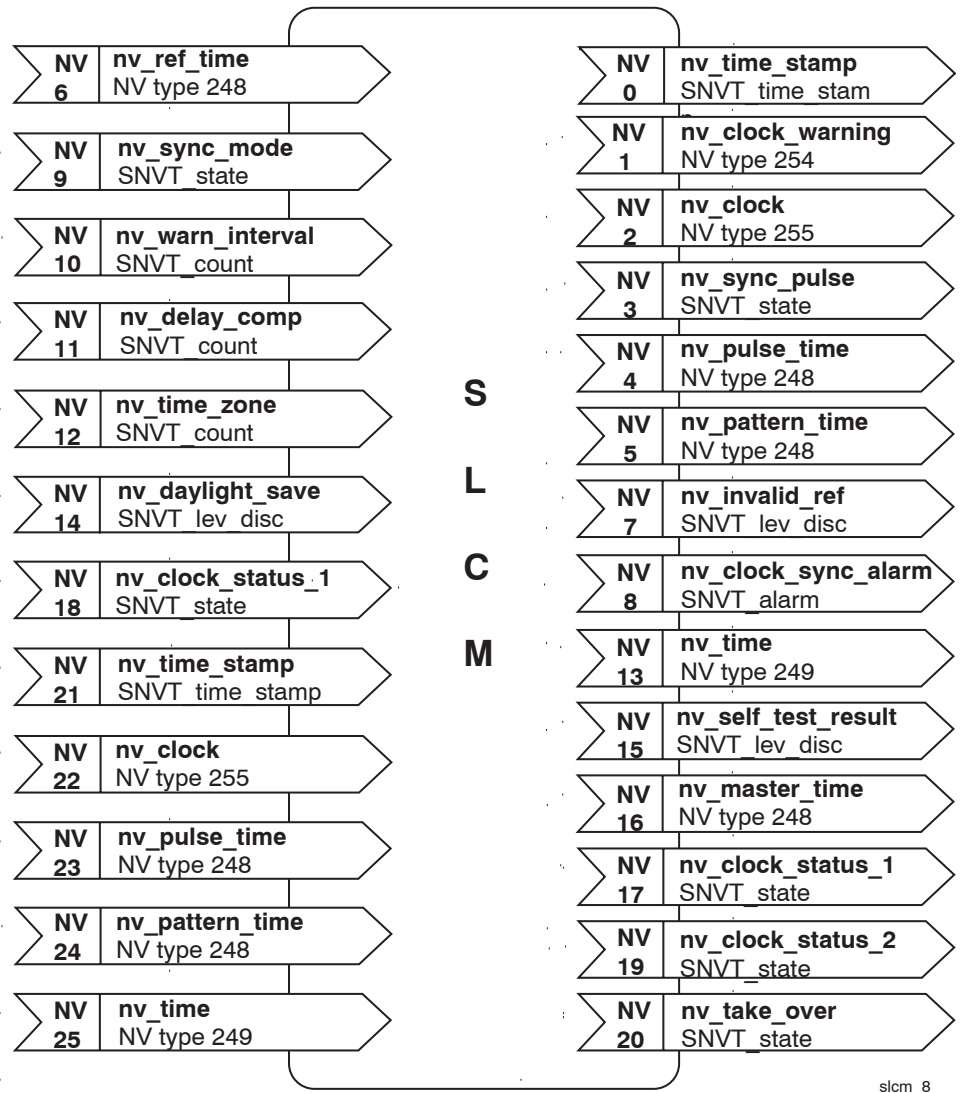 NV nv_ref_time
6 NV type 248
NV nv_sync_mode
9 SNVT_state
NV nv_warn_interval
10 SNVT_count
NV nv_delay_comp
11 SNVT_count
NV nv_time_zone
12 SNVT_count
NV nv_daylight_save
14 SNVT_lev_disc
NV nv_clock_status_1
18 SNVT_state
NV nv_time_stamp
21 SNVT_time_stamp
NV nv_clock
22 NV type 255
NV nv_pulse_time
23 NV type 248
NV nv_pattern_time
24 NV type 248
NV nv_time
25 NV type 249
S
L
C
M
NV nv_time_stamp
0 SNVT_time_stam
NV nv_clock_warning
1 NV type 254
NV nv_clock
2 NV type 255
NV nv_sync_pulse
3 SNVT_state
NV nv_pulse_time
4 NV type 248
NV nv_pattern_time
5 NV type 248
NV nv_invalid_ref
7 SNVT_lev_disc
NV nv_clock_sync_alarm
8 SNVT_alarm
NV nv_time
13 NV type 249
NV nv_self_test_result
15 SNVT_lev_disc
NV nv_master_time
16 NV type 248
NV nv_clock_status_1
17 SNVT_state
NV nv_clock_status_2
19 SNVT_state
NV nv_take_over
20 SNVT_state
slcm_8